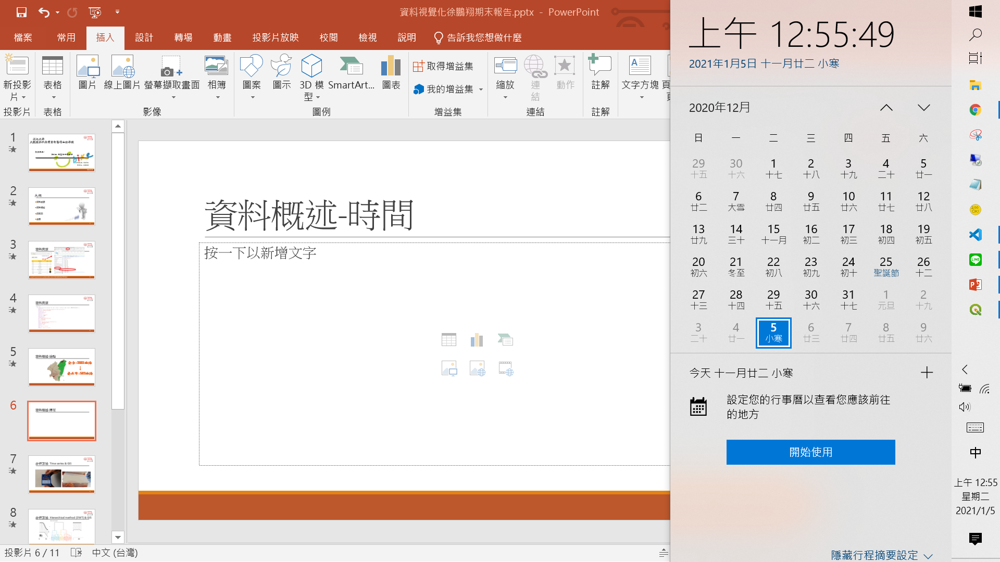 資料視覺化徐鵬翔期末報告.pptx - PowerPoint
檔案 常用 插入 設計 轉場 動畫 投影片放映 校閱 檢視 說明 告訴我您想做什麼
新投影片
表格
圖片
線上圖片
螢幕擷取畫面
相簿
圖案
圖示
3D 模型
SmartArt...
圖表
取得增益集
我的增益集
縮放
連結
動作
註解
文字方塊
投影片 表格 影像 圖例 增益集 連結 註解
1
2
3
4
5
6
7
8
資料概述-時間
按一下以新增文字
投影片 6 / 11 中文 (台灣)
上午 12:55:49
2021年1月5日 十一月廿二 小寒
2020年12月
日 一 二 三 四 五 六
29 30 1 2 3 4 5
十五 十六 十七 十八 十九 二十 廿一
6 7 8 9 10 11 12
廿二 大雪 廿四 廿五 廿六 廿七 廿八
13 14 15 16 17 18 19
廿九 三十 十一月 初二 初三 初四 初五
20 21 22 23 24 25 26
初六 冬至 初八 初九 初十 聖誕節 十二
27 28 29 30 31 1 2
十三 十四 十五 十六 十七 元旦 十九
3 4 5 6 7 8 9
二十 廿一 小寒 廿三 廿四 廿五 廿六
今天 十一月廿二 小寒
設定您的行事曆以查看您應該前往
的地方
開始使用
隱藏行程摘要設定
中
上午 12:55
星期二
2021/1/5